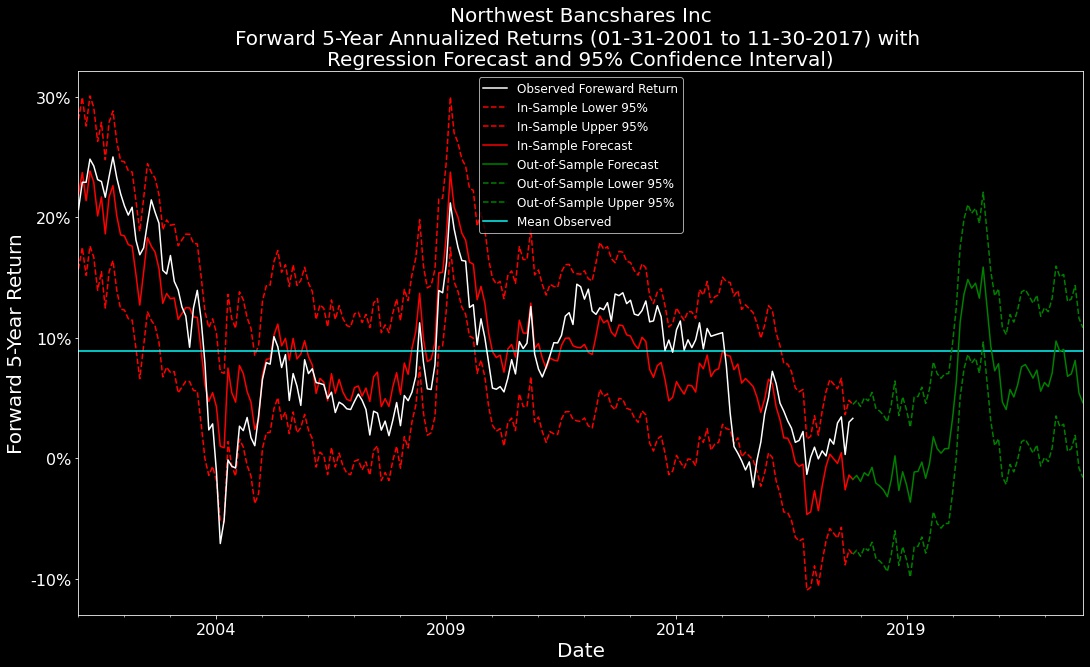 Northwest Bancshares Inc
Forward 5-Year Annualized Returns (01-31-2001 to 11-30-2017) with
Regression Forecast and 95% Confidence Interval)
Observed Foreward Return
In-Sample Lower 95%
In-Sample Upper 95%
In-Sample Forecast
Out-of-Sample Forecast
Out-of-Sample Lower 95%
Out-of-Sample Upper 95%
Mean Observed
Forward 5-Year Return
30%
20%
10%
0%
-10%
2004
2009
2014
2019
Date